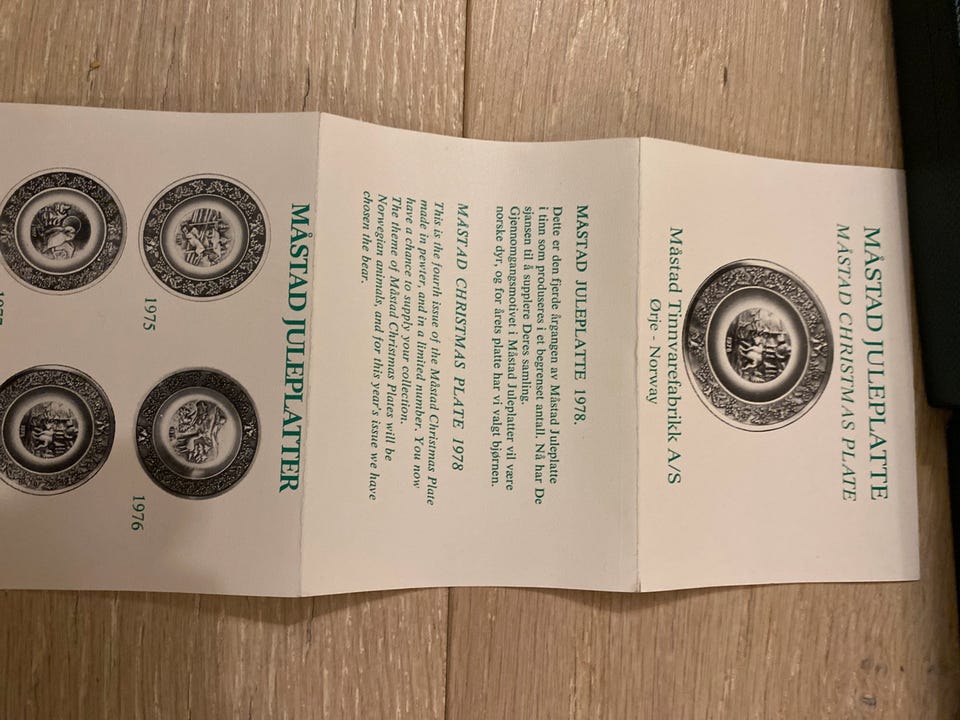 MÅSTAD JULEPLATTE
MÅSTAD CHRISTMAS PLATE
Måstad Tinnvarefabrikk A/S
Ørje - Norway
MÅSTAD JULEPLATTE 1978.
Dette er den fjerde årgangen av Måstad Juleplatte
i tinn som produseres i et begrenset antall. Nå har De
sjansen til å supplere Deres samling.
Gjennomgangsmotivet i Måstad Juleplatter vil være
norske dyr, og for årets platte har vi valgt bjørnen.
MÅSTAD CHRISTMAS PLATE 1978
This is the fourth issue of the Måstad Christmas Plate
made in pewter, and in a limited number. You now
have a chance to supply your collection.
The theme of Måstad Christmas Plates will be
Norwegian animals, and for this year's issue we have
chosen the bear.
MÅSTAD JULEPLATTER
1975
1976